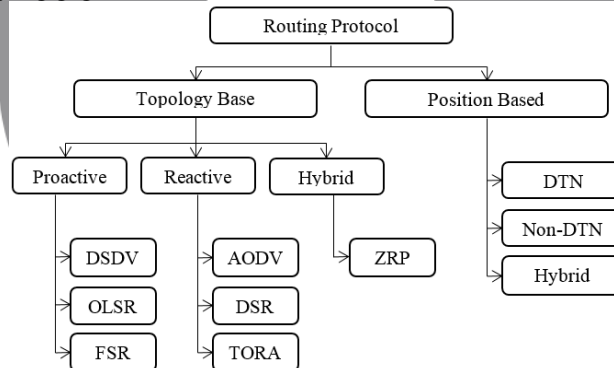 Routing Protocol
Topology Base
Position Based
Proactive
Reactive
Hybrid
DTN
Non-DTN
Hybrid
DSDV
AODV
ZRP
OLSR
DSR
FSR
TORA